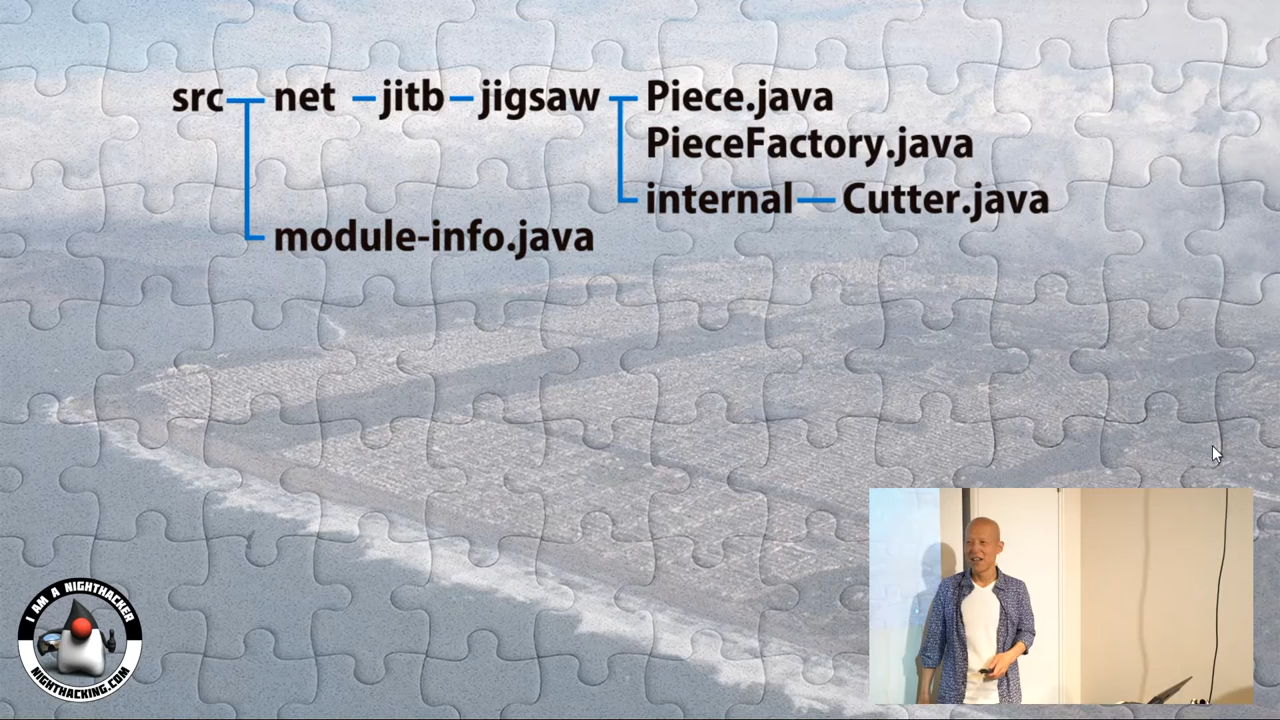 src net jitb jigsaw Piece.java
PieceFactory.java
internal Cutter.java
module-info.java
I AM A NIGHTHACKER
NIGHTHACKING.COM